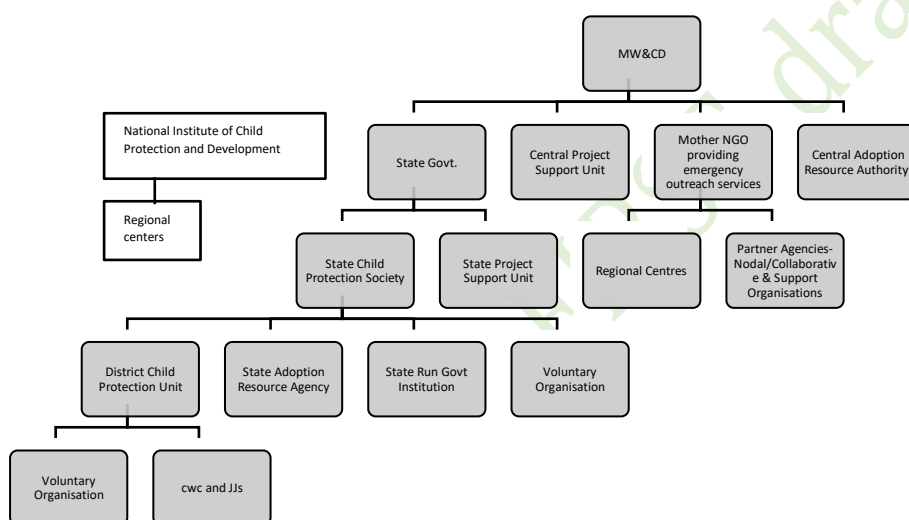 MW&CD
National Institute of Child
Protection and Development
Regional
centers
State Govt.
Central Project
Support Unit
Mother NGO
providing
emergency
outreach services
Central Adoption
Resource Authority
State Child
Protection Society
State Project
Support Unit
Regional Centres
Partner Agencies-
Nodal/Collaborativ
e & Support
Organisations
District Child
Protection Unit
State Adoption
Resource Agency
State Run Govt
Institution
Voluntary
Organisation
Voluntary
Organisation
cwc and JJs